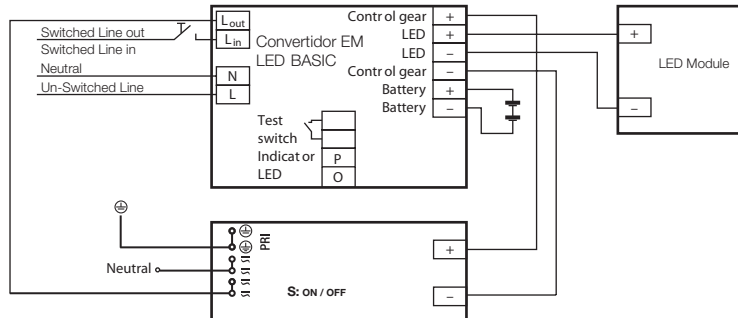 Switched Line out
Switched Line in
Neutral
Un-Switched Line
Lout
Lin
N
L
Convertidor EM
LED BASIC
Control gear +
LED +
LED –
Control gear –
Battery +
Battery –
Test
switch
Indicator
LED
P
O
+
LED Module
–
PRI
Neutral
S: ON / OFF
+
–